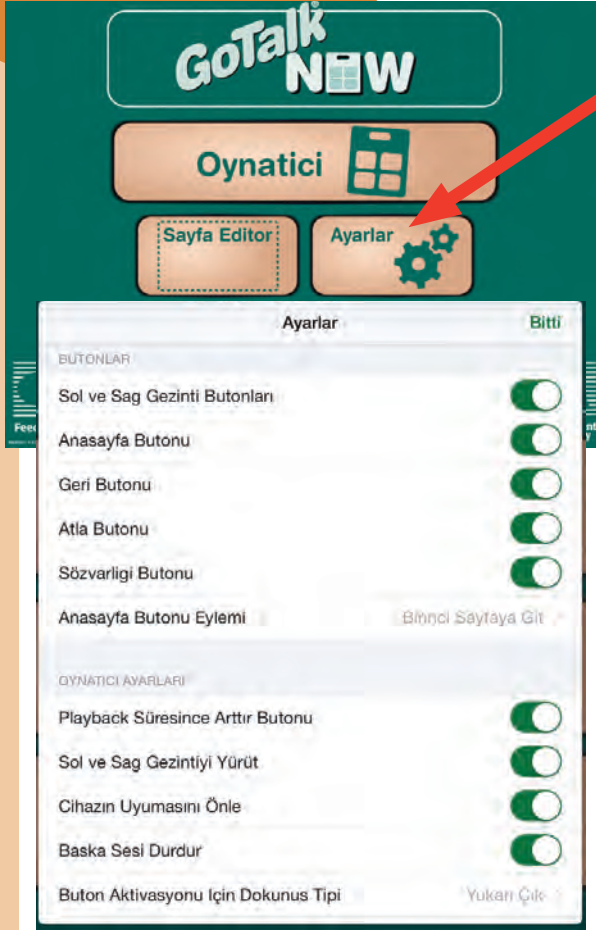 GoTalk
NOW
Oynatici
Sayfa Editor
Ayarlar
Ayarlar
Bitti
BUTONLAR
Sol ve Sag Gezinti Butonları
Anasayfa Butonu
Geri Butonu
Atla Butonu
Sözvarligi Butonu
Anasayfa Butonu Eylemi
Birinci Sayfaya Git
OYNATICI AYARLARI
Playback Süresince Arttır Butonu
Sol ve Sag Gezintiyi Yürüt
Cihazın Uyumasını Önle
Baska Sesi Durdur
Buton Aktivasyonu Için Dokunus Tipi
Yukarı Çık